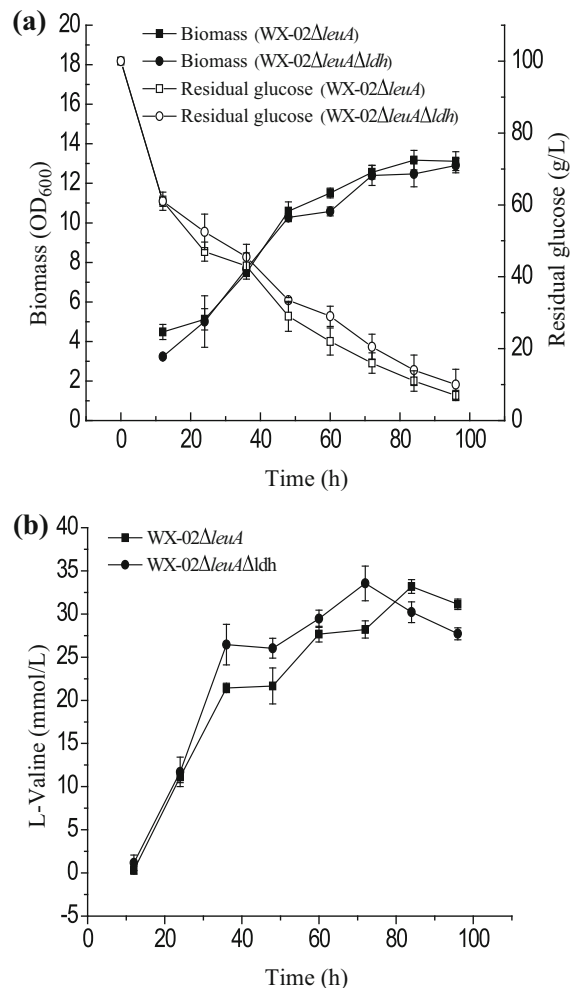 (a)
Biomass (WX-02ΔleuA)
Biomass (WX-02ΔleuAΔldh)
Residual glucose (WX-02ΔleuA)
Residual glucose (WX-02ΔleuAΔldh)
20
18
16
14
12
10
8
6
4
2
0
Biomass (OD600)
100
80
60
40
20
0
Residual glucose (g/L)
0 20 40 60 80 100
Time (h)
(b)
WX-02ΔleuA
WX-02ΔleuAΔldh
40
35
30
25
20
15
10
5
0
-5
L-Valine (mmol/L)
0 20 40 60 80 100
Time (h)